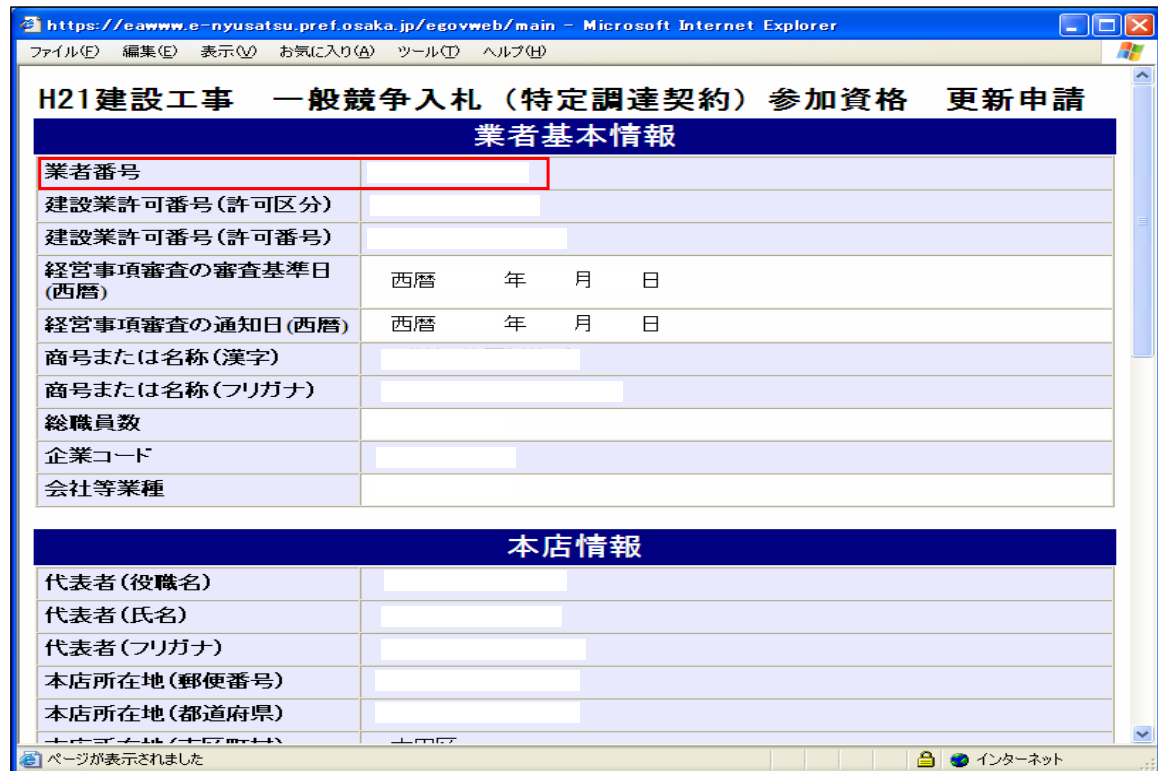 https://eawww.e-nyusatsu.pref.osaka.jp/egovweb/main - Microsoft Internet Explorer
ファイル(F) 編集(E) 表示(V) お気に入り(A) ツール(T) ヘルプ(H)
H21建設工事 一般競争入札(特定調達契約)参加資格 更新申請
業者基本情報
業者番号
建設業許可番号(許可区分)
建設業許可番号(許可番号)
経営事項審査の審査基準日
(西暦)
西暦 年 月 日
経営事項審査の通知日(西暦) 西暦 年 月 日
商号または名称(漢字)
商号または名称(フリガナ)
総職員数
企業コード
会社等業種
本店情報
代表者(役職名)
代表者(氏名)
代表者(フリガナ)
本店所在地(郵便番号)
本店所在地(都道府県)
ページが表示されました インターネット